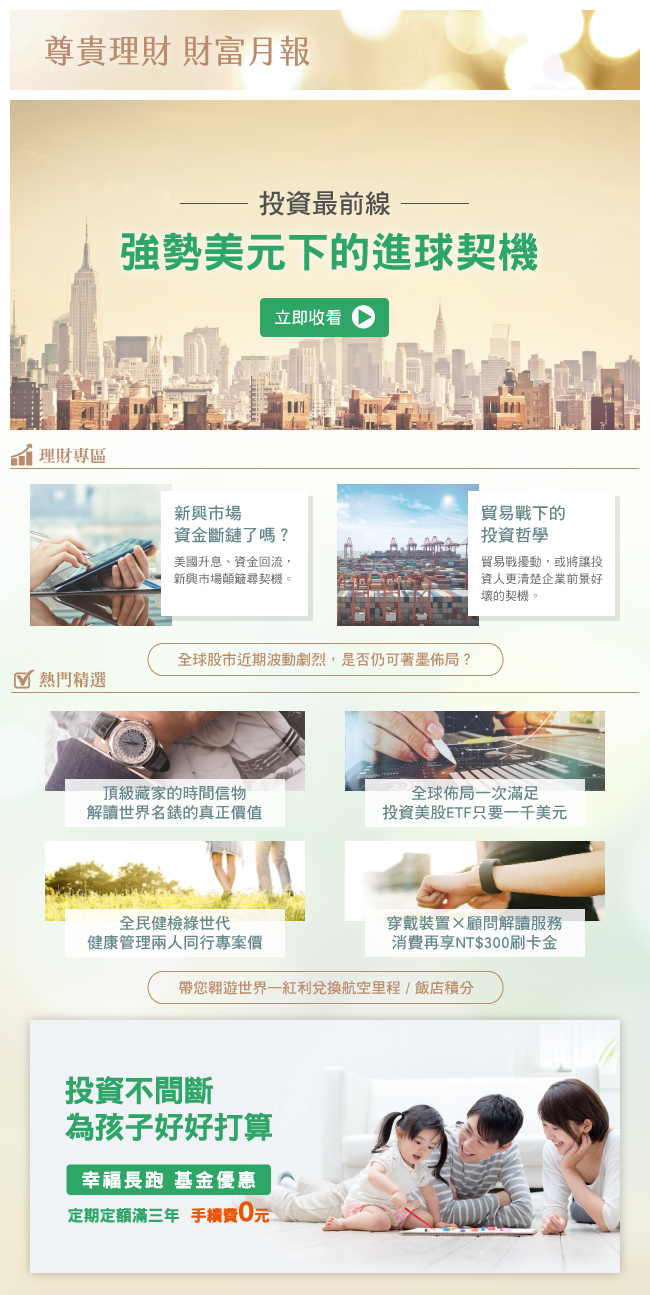 尊貴理財 財富月報
投資最前線
強勢美元下的進球契機
立即收看
理財專區
新興市場
資金斷鏈了嗎？
美國升息、資金回流，
新興市場顛簸尋契機。
貿易戰下的
投資哲學
貿易戰擾動，或將讓投
資人更清楚企業前景好
壞的契機。
全球股市近期波動劇烈，是否仍可著墨佈局？
熱門精選
頂級藏家的時間信物
解讀世界名錶的真正價值
全球佈局一次滿足
投資美股ETF只要一千美元
全民健檢綠世代
健康管理兩人同行專案價
穿戴裝置×顧問解讀服務
消費再享NT$300刷卡金
帶您翱遊世界—紅利兌換航空里程 / 飯店積分
投資不間斷
為孩子好好打算
幸福長跑 基金優惠
定期定額滿三年 手續費0元